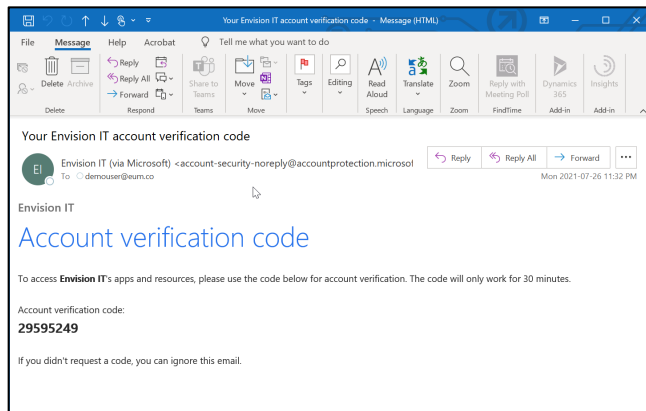 Your Envision IT account verification code - Message (HTML)
File Message Help Acrobat Tell me what you want to do
Delete Archive
Reply
Reply All
Forward
Share to Teams
Move
Tags
Editing
Read Aloud
Translate
Zoom
Reply with Meeting Poll
Dynamics 365
Insights
Delete Respond Teams Move Speech Language Zoom FindTime Add-in Add-in
Your Envision IT account verification code
EI
Envision IT (via Microsoft) <account-security-noreply@accountprotection.microsof
To demouser@eum.co
Reply Reply All Forward
Mon 2021-07-26 11:32 PM
Envision IT
Account verification code
To access Envision IT's apps and resources, please use the code below for account verification. The code will only work for 30 minutes.
Account verification code:
29595249
If you didn't request a code, you can ignore this email.